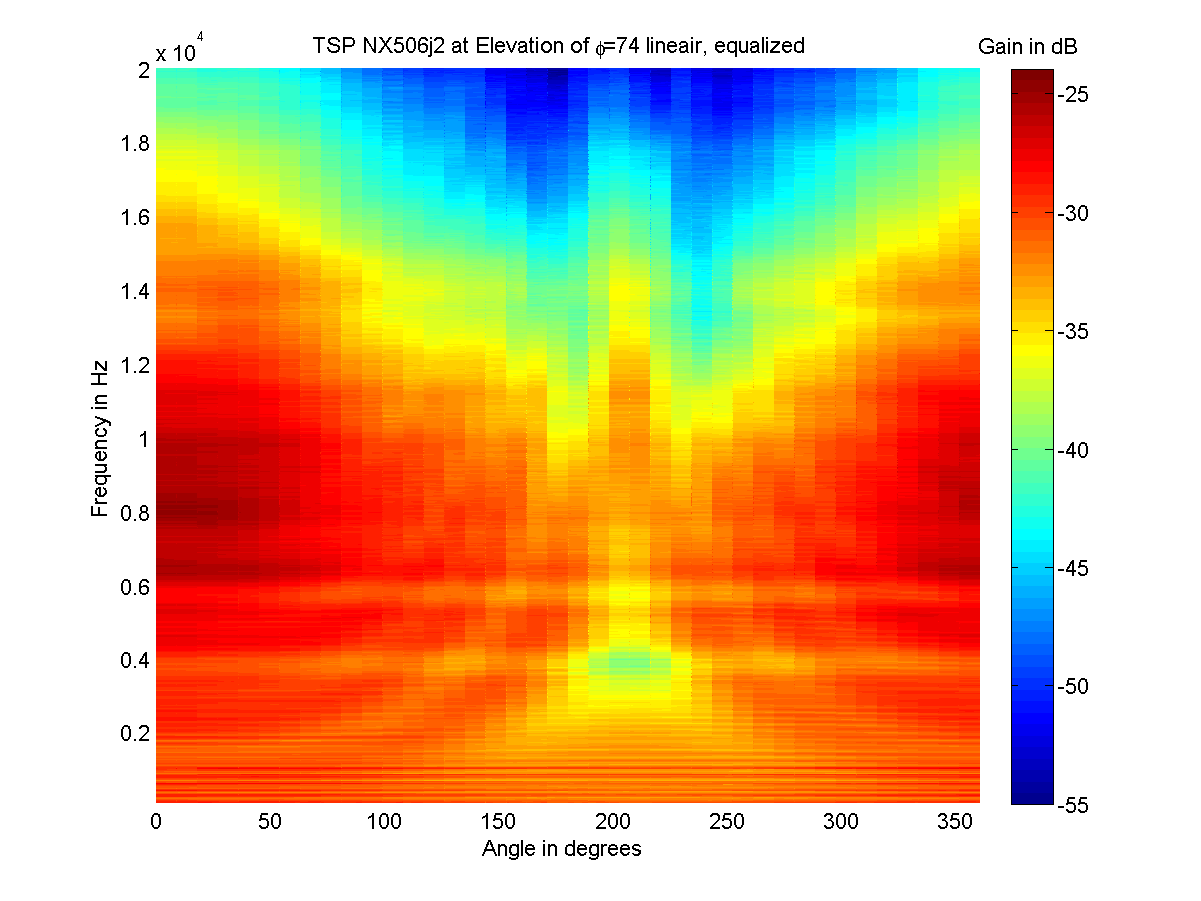 x 10^4
TSP NX506j2 at Elevation of ϕ=74 lineair, equalized
Gain in dB
2
1.8
1.6
1.4
1.2
1
0.8
0.6
0.4
0.2
Frequency in Hz
0 50 100 150 200 250 300 350
Angle in degrees
-25
-30
-35
-40
-45
-50
-55